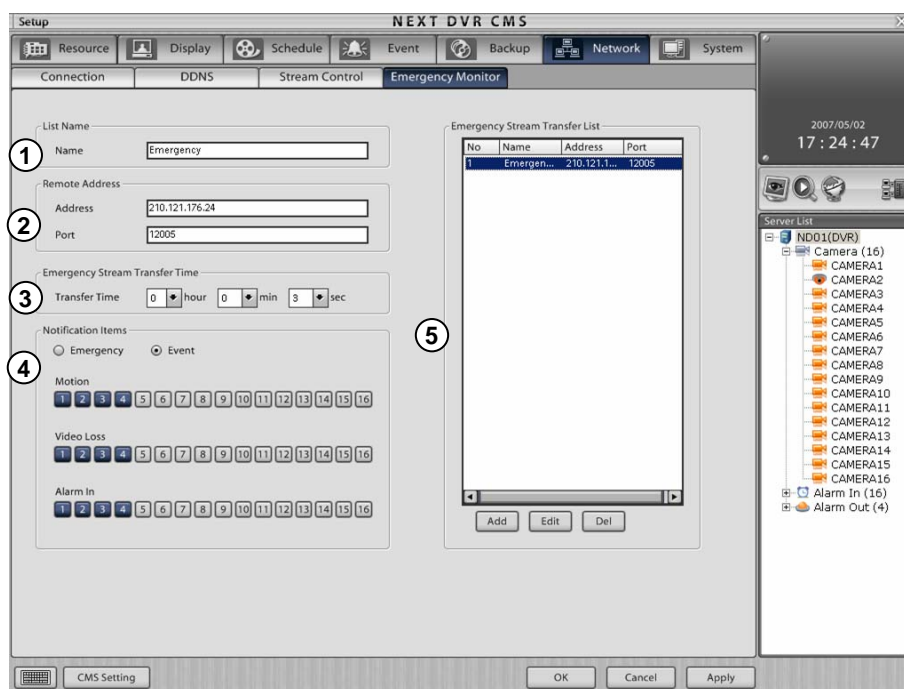 Setup NEXT DVR CMS
Resource Display Schedule Event Backup Network System
Connection DDNS Stream Control Emergency Monitor
2007/05/02
17 : 24 : 47
List Name
1
Name Emergency
Remote Address
2
Address 210.121.176.24
Port 12005
Emergency Stream Transfer Time
3
Transfer Time 0 hour 0 min 3 sec
Notification Items
4
Emergency Event
Motion
1 2 3 4 5 6 7 8 9 10 11 12 13 14 15 16
Video Loss
1 2 3 4 5 6 7 8 9 10 11 12 13 14 15 16
Alarm In
1 2 3 4 5 6 7 8 9 10 11 12 13 14 15 16
5
Emergency Stream Transfer List
No Name Address Port
1 Emergen... 210.121.1... 12005
Add Edit Del
Server List
ND01(DVR)
Camera (16)
CAMERA1
CAMERA2
CAMERA3
CAMERA4
CAMERA5
CAMERA6
CAMERA7
CAMERA8
CAMERA9
CAMERA10
CAMERA11
CAMERA12
CAMERA13
CAMERA14
CAMERA15
CAMERA16
Alarm In (16)
Alarm Out (4)
CMS Setting OK Cancel Apply